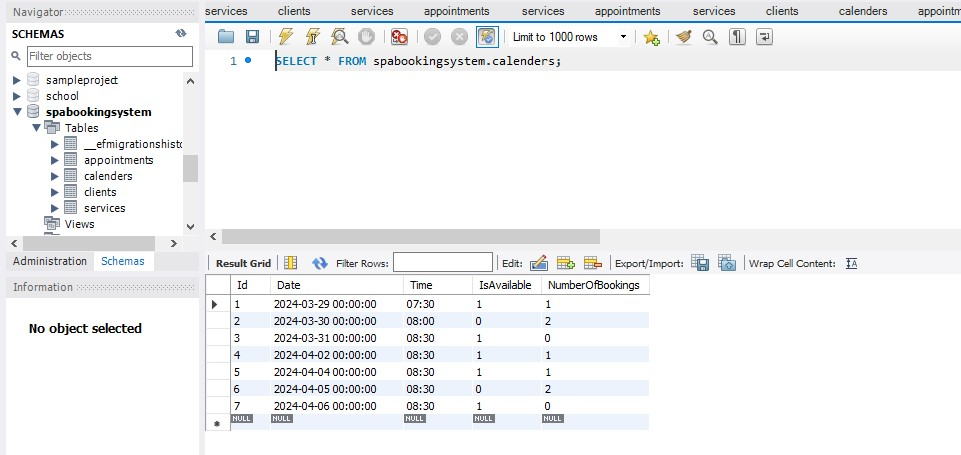 services clients services appointments services appointments services clients calenders appointm
Navigator
SCHEMAS
Filter objects
sampleproject
school
spabookingsystem
Tables
__efmigrationshisto
appointments
calenders
clients
services
Views
Administration Schemas
Information
No object selected
Limit to 1000 rows
1 SELECT * FROM spabookingsystem.calenders;
Result Grid Filter Rows: Edit: Export/Import: Wrap Cell Content: IA
Id Date Time IsAvailable NumberOfBookings
1 2024-03-29 00:00:00 07:30 1 1
2 2024-03-30 00:00:00 08:00 0 2
3 2024-03-31 00:00:00 08:30 1 0
4 2024-04-02 00:00:00 08:30 1 1
5 2024-04-04 00:00:00 08:30 1 1
6 2024-04-05 00:00:00 08:30 0 2
7 2024-04-06 00:00:00 08:30 1 0
NULL NULL NULL NULL NULL